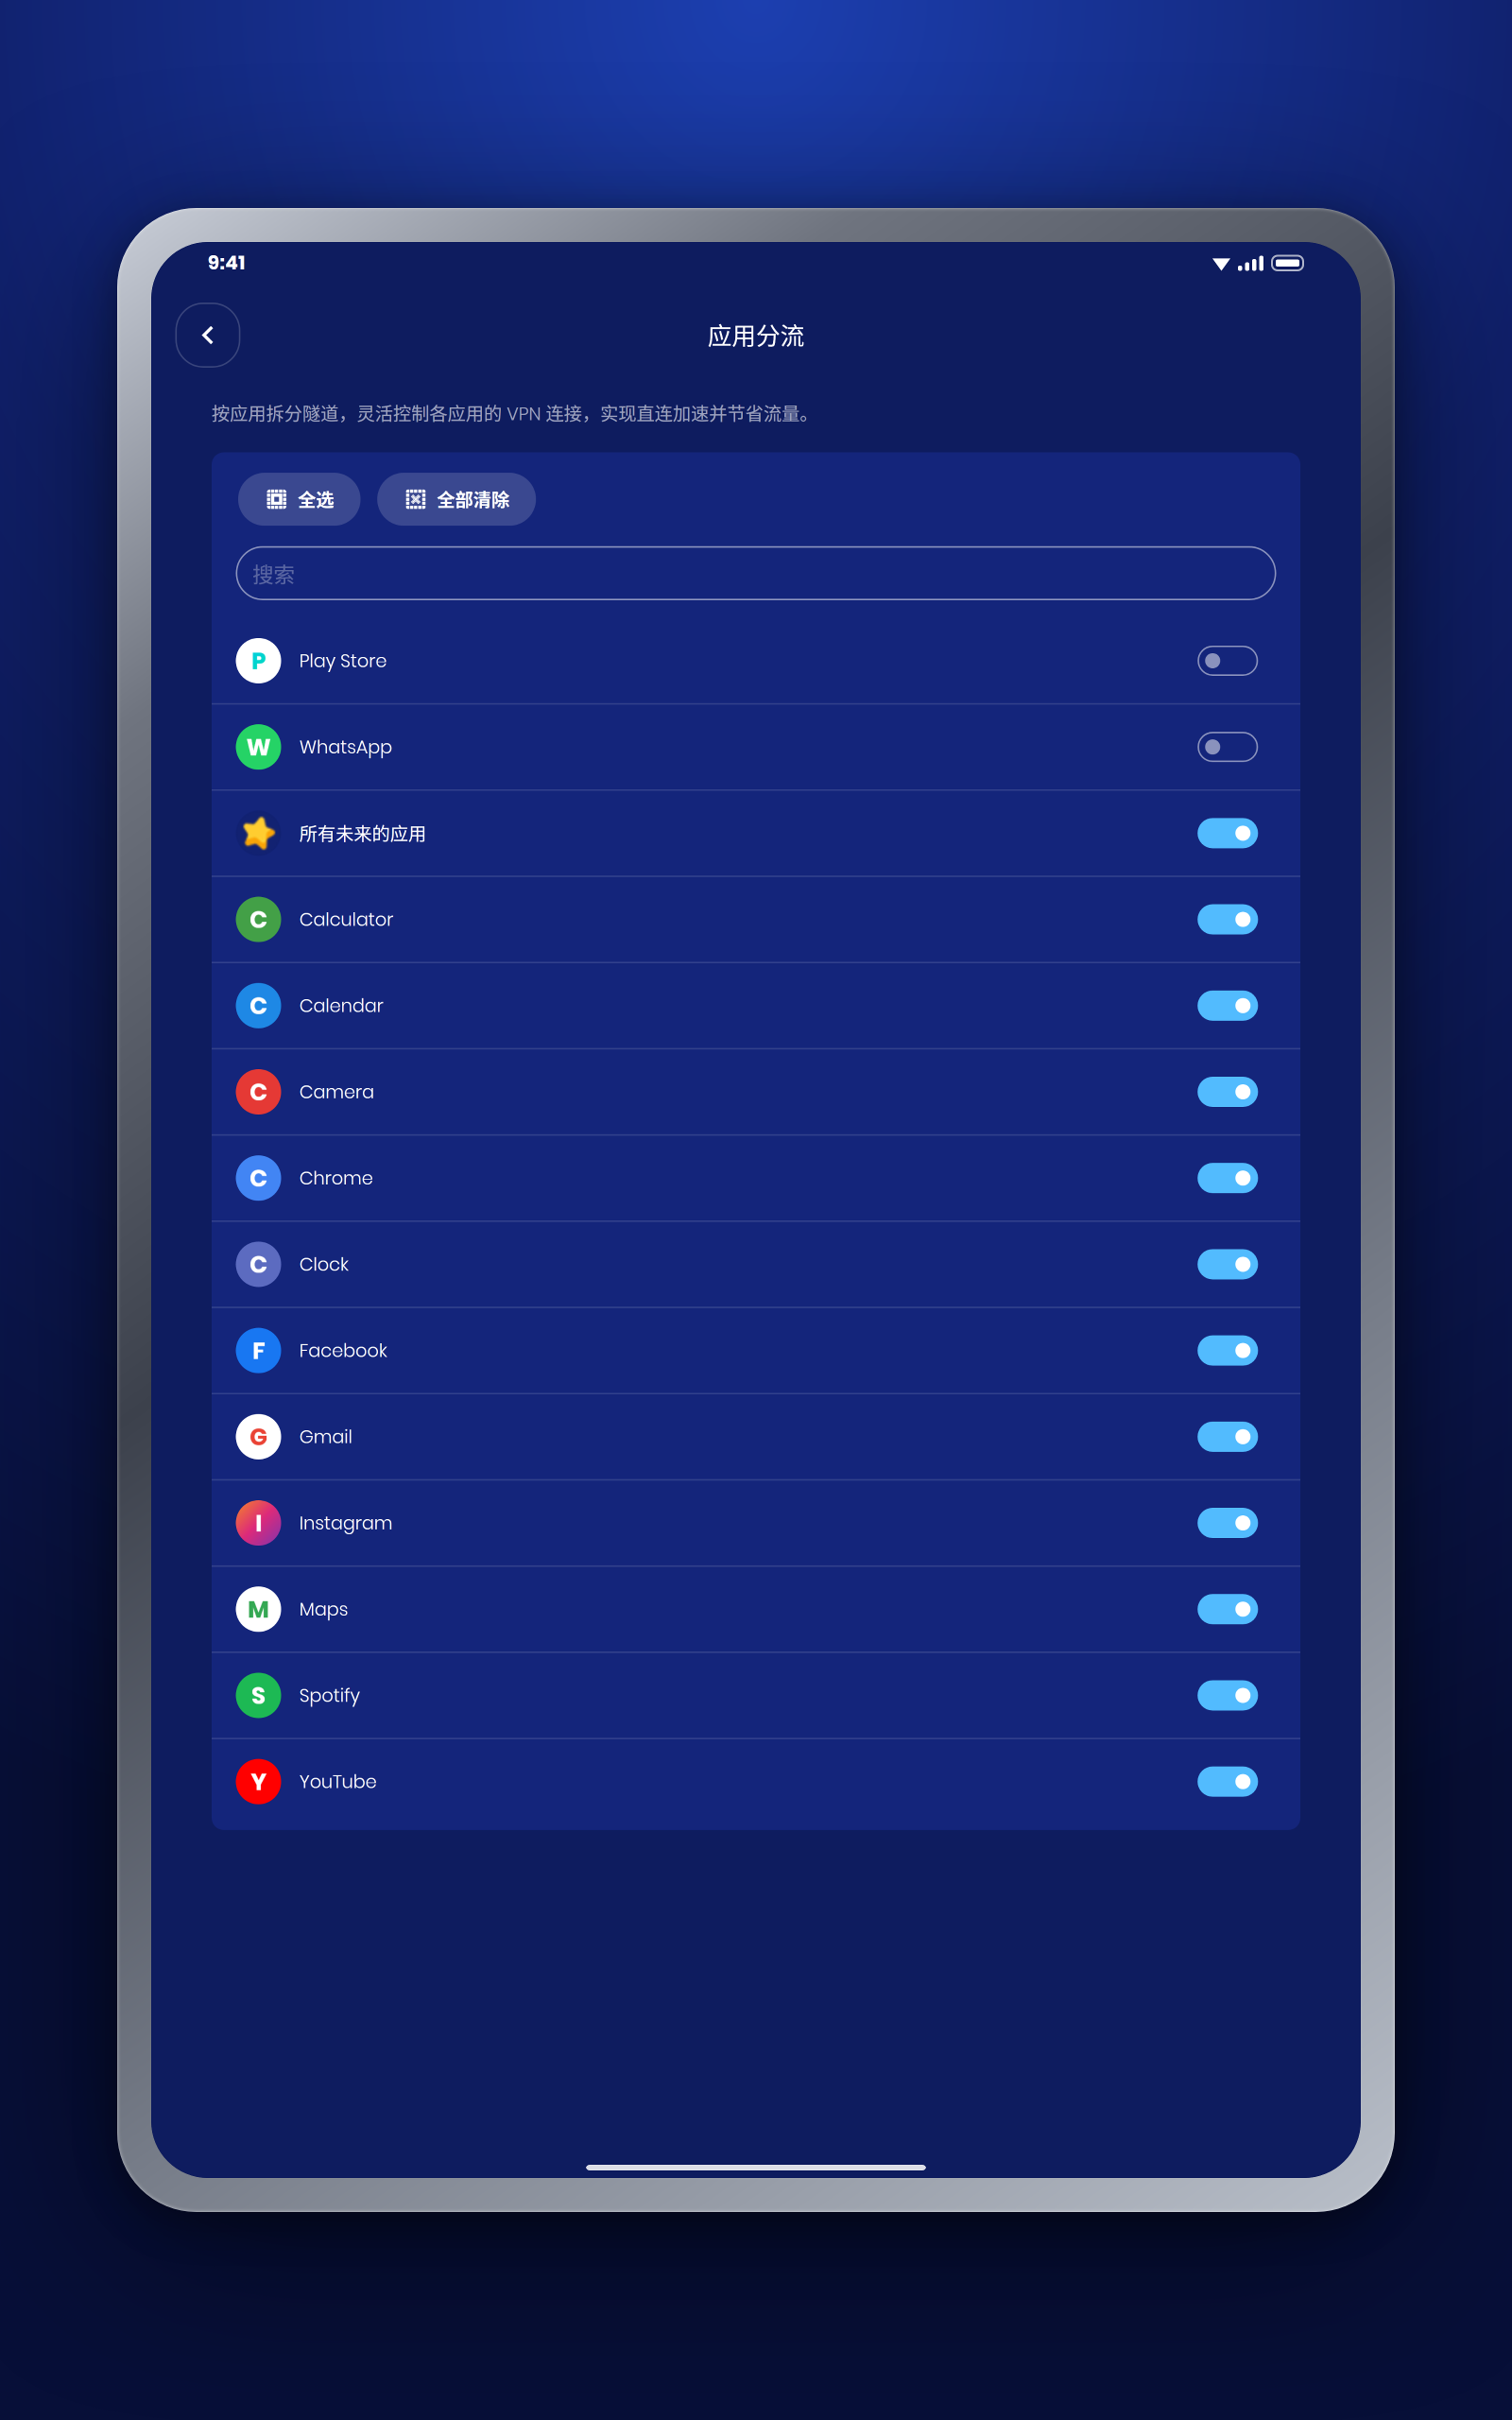 9:41
应用分流
按应用拆分隧道，灵活控制各应用的 VPN 连接，实现直连加速并节省流量。
全选 全部清除
搜索
P Play Store
W WhatsApp
所有未来的应用
C Calculator
C Calendar
C Camera
C Chrome
C Clock
F Facebook
G Gmail
I Instagram
M Maps
S Spotify
Y YouTube